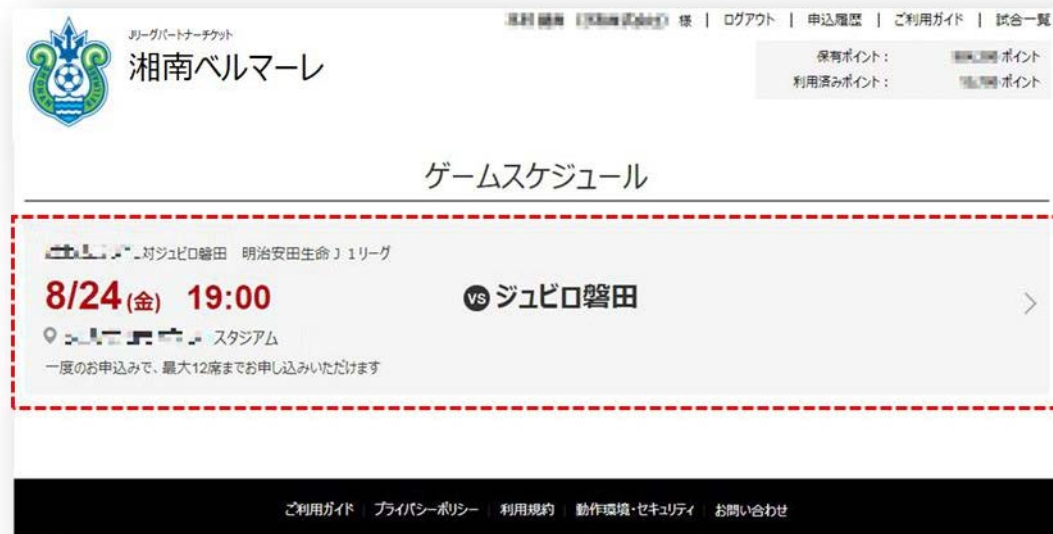 Jリーグパートナーチケット
湘南ベルマーレ
様 | ログアウト | 申込履歴 | ご利用ガイド | 試合一覧
保有ポイント： ポイント
利用済みポイント： ポイント
ゲームスケジュール
対ジュビロ磐田 明治安田生命J1リーグ
8/24(金) 19:00
VS ジュビロ磐田
スタジアム
一度のお申込みで、最大12席までお申し込みいただけます
ご利用ガイド プライバシーポリシー 利用規約 動作環境・セキュリティ お問い合わせ